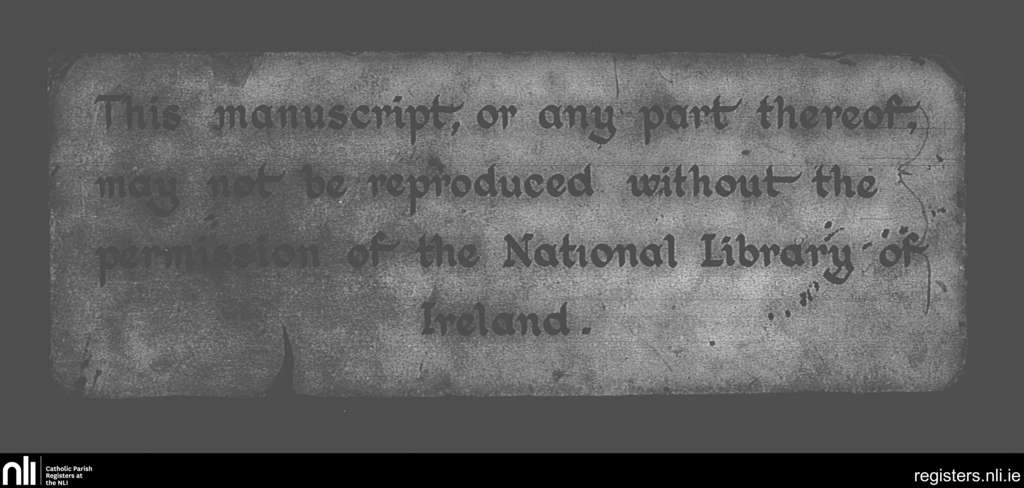 This manuscript, or any part thereof,
may not be reproduced without the
permission of the National Library of
Ireland.
nli
Catholic Parish
Registers at
the NLI
registers.nli.ie